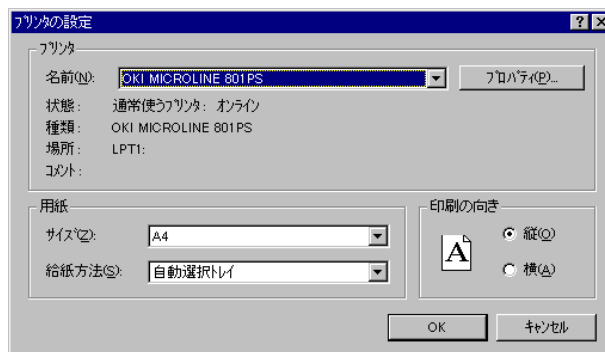 プリンタの設定
プリンタ
名前(N): OKI MICROLINE 801PS プロパティ(P)...
状態: 通常使うプリンタ: オンライン
種類: OKI MICROLINE 801PS
場所: LPT1:
コメント:
用紙
サイズ(Z): A4
給紙方法(S): 自動選択トレイ
印刷の向き
A
縦(O)
横(A)
OK キャンセル